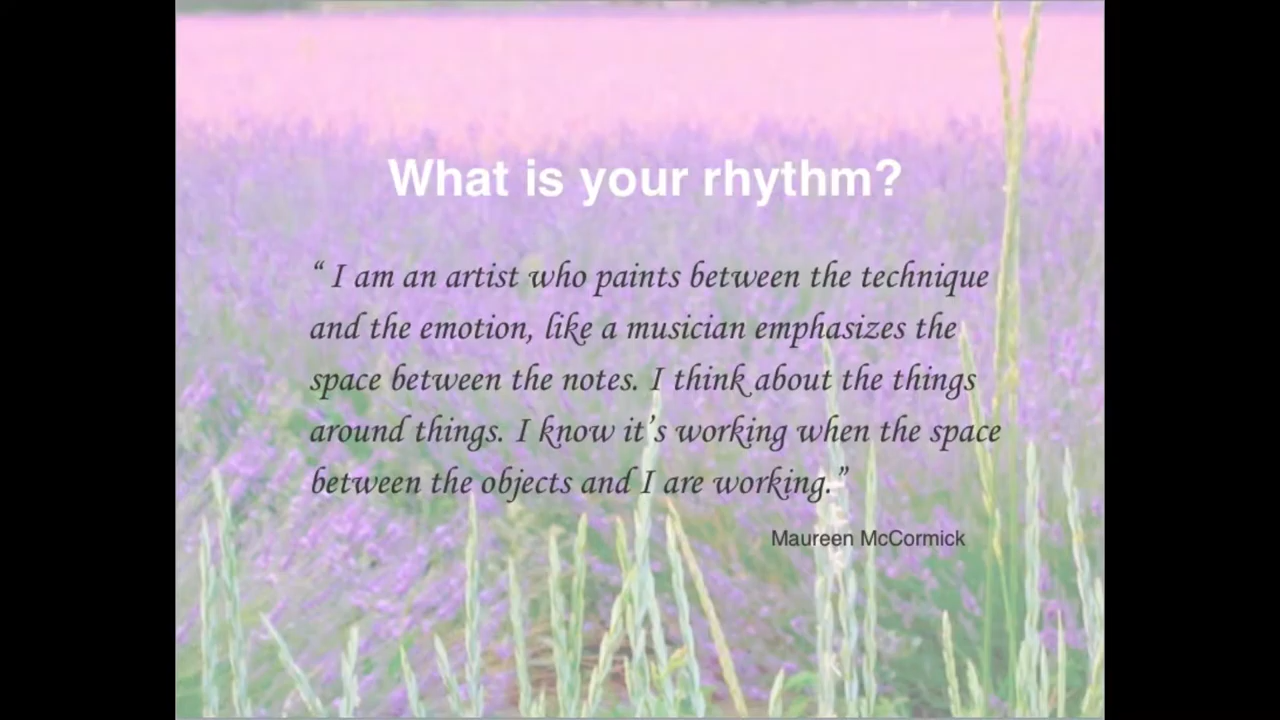 What is your rhythm?
“ I am an artist who paints between the technique
and the emotion, like a musician emphasizes the
space between the notes. I think about the things
around things. I know it’s working when the space
between the objects and I are working.”
Maureen McCormick